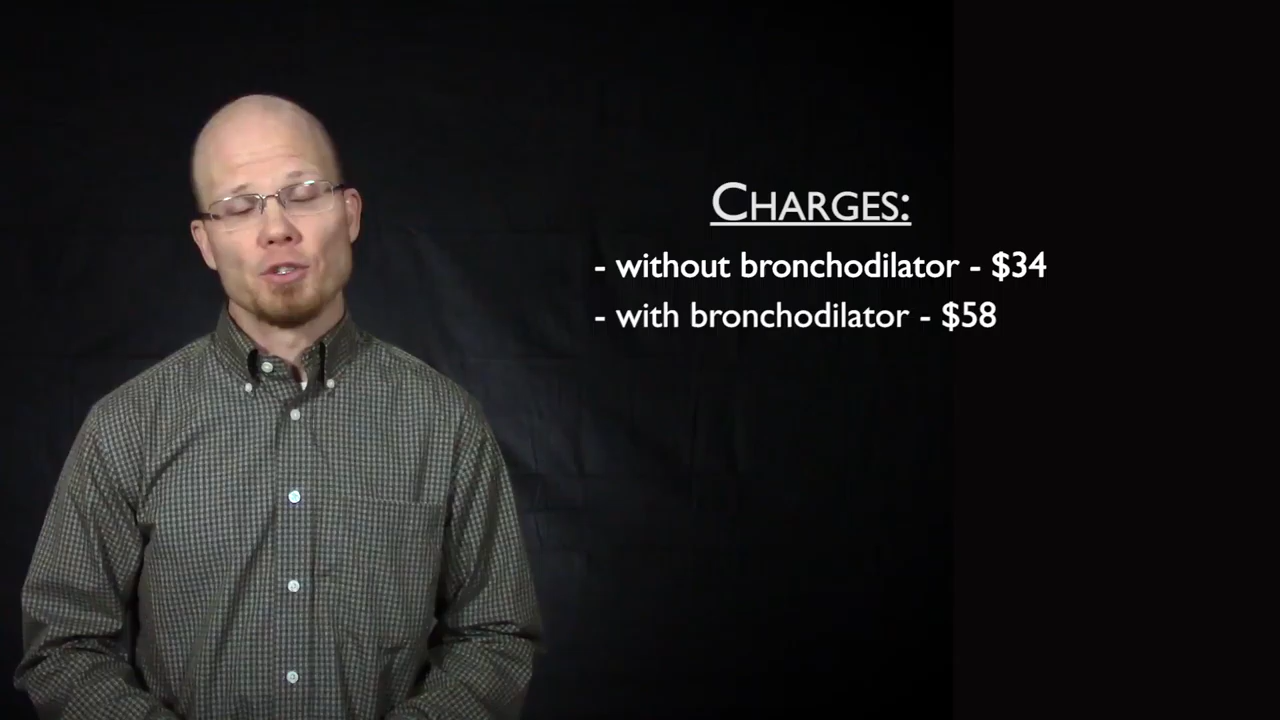 CHARGES:
- without bronchodilator - $34
- with bronchodilator - $58